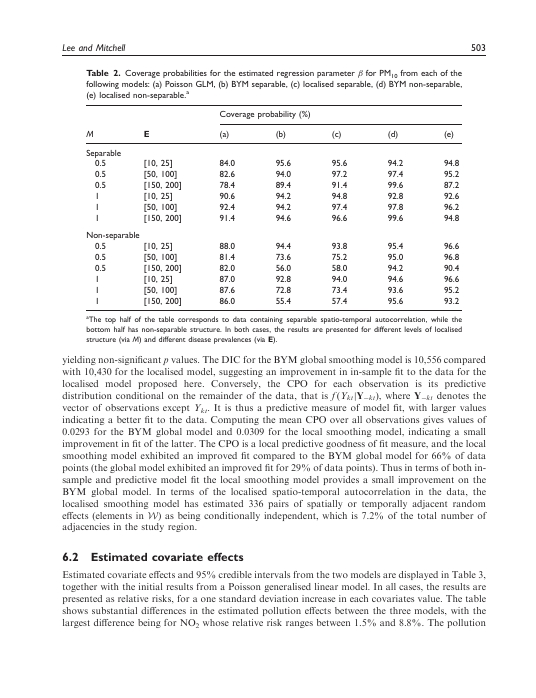 Lee and Mitchell 503
Table 2. Coverage probabilities for the estimated regression parameter β for PM10 from each of the
following models: (a) Poisson GLM, (b) BYM separable, (c) localised separable, (d) BYM non-separable,
(e) localised non-separable.a
Coverage probability (%)
M E (a) (b) (c) (d) (e)
Separable
0.5 [10, 25] 84.0 95.6 95.6 94.2 94.8
0.5 [50, 100] 82.6 94.0 97.2 97.4 95.2
0.5 [150, 200] 78.4 89.4 91.4 99.6 87.2
1 [10, 25] 90.6 94.2 94.8 92.8 92.6
1 [50, 100] 92.4 94.2 97.4 97.8 96.2
1 [150, 200] 91.4 94.6 96.6 99.6 94.8
Non-separable
0.5 [10, 25] 88.0 94.4 93.8 95.4 96.6
0.5 [50, 100] 81.4 73.6 75.2 95.0 96.8
0.5 [150, 200] 82.0 56.0 58.0 94.2 90.4
1 [10, 25] 87.0 92.8 94.0 94.6 96.6
1 [50, 100] 87.6 72.8 73.4 93.6 95.2
1 [150, 200] 86.0 55.4 57.4 95.6 93.2
aThe top half of the table corresponds to data containing separable spatio-temporal autocorrelation, while the
bottom half has non-separable structure. In both cases, the results are presented for different levels of localised
structure (via M) and different disease prevalences (via E).
yielding non-significant p values. The DIC for the BYM global smoothing model is 10,556 compared
with 10,430 for the localised model, suggesting an improvement in in-sample fit to the data for the
localised model proposed here. Conversely, the CPO for each observation is its predictive
distribution conditional on the remainder of the data, that is f(Ykt|Y−kt), where Y−kt denotes the
vector of observations except Ykt. It is thus a predictive measure of model fit, with larger values
indicating a better fit to the data. Computing the mean CPO over all observations gives values of
0.0293 for the BYM global model and 0.0309 for the local smoothing model, indicating a small
improvement in fit of the latter. The CPO is a local predictive goodness of fit measure, and the local
smoothing model exhibited an improved fit compared to the BYM global model for 66% of data
points (the global model exhibited an improved fit for 29% of data points). Thus in terms of both in-
sample and predictive model fit the local smoothing model provides a small improvement on the
BYM global model. In terms of the localised spatio-temporal autocorrelation in the data, the
localised smoothing model has estimated 336 pairs of spatially or temporally adjacent random
effects (elements in W) as being conditionally independent, which is 7.2% of the total number of
adjacencies in the study region.
6.2 Estimated covariate effects
Estimated covariate effects and 95% credible intervals from the two models are displayed in Table 3,
together with the initial results from a Poisson generalised linear model. In all cases, the results are
presented as relative risks, for a one standard deviation increase in each covariates value. The table
shows substantial differences in the estimated pollution effects between the three models, with the
largest difference being for NO2 whose relative risk ranges between 1.5% and 8.8%. The pollution